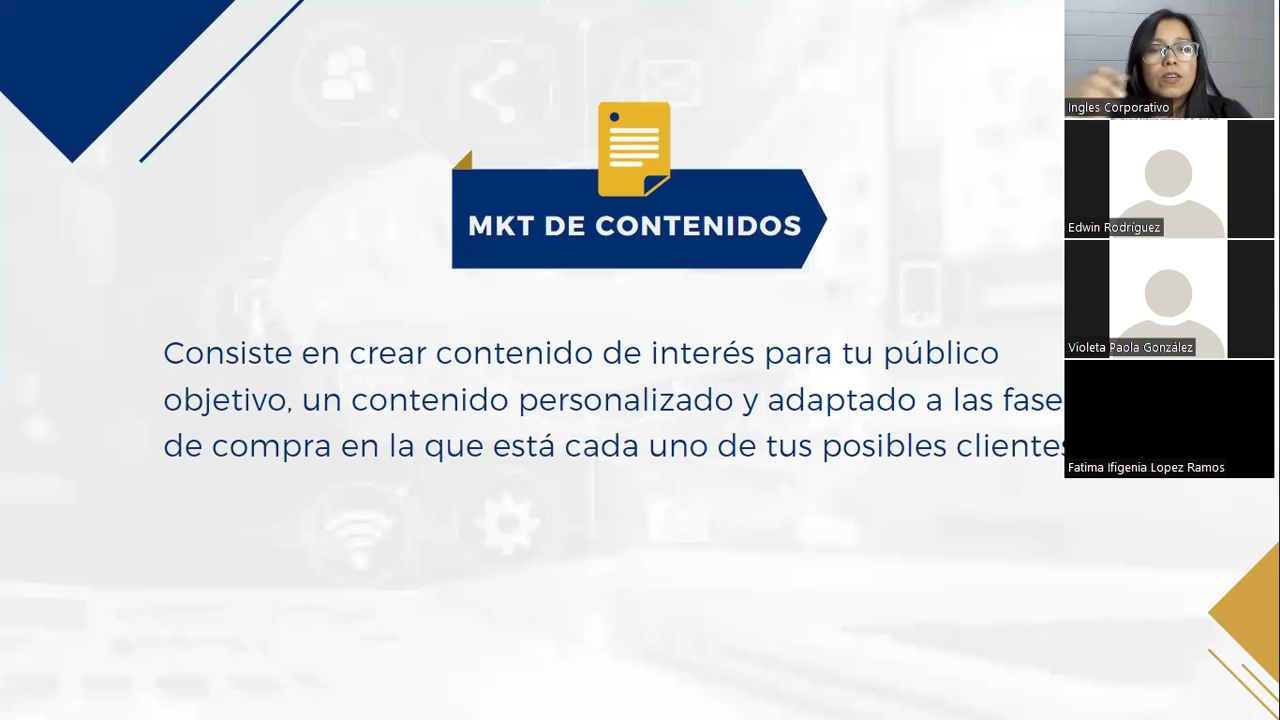 MKT DE CONTENIDOS
Consiste en crear contenido de interés para tu público
objetivo, un contenido personalizado y adaptado a las fase
de compra en la que está cada uno de tus posibles clientes
Ingles Corporativo
Edwin Rodríguez
Violeta Paola González
Fatima Ifigenia Lopez Ramos